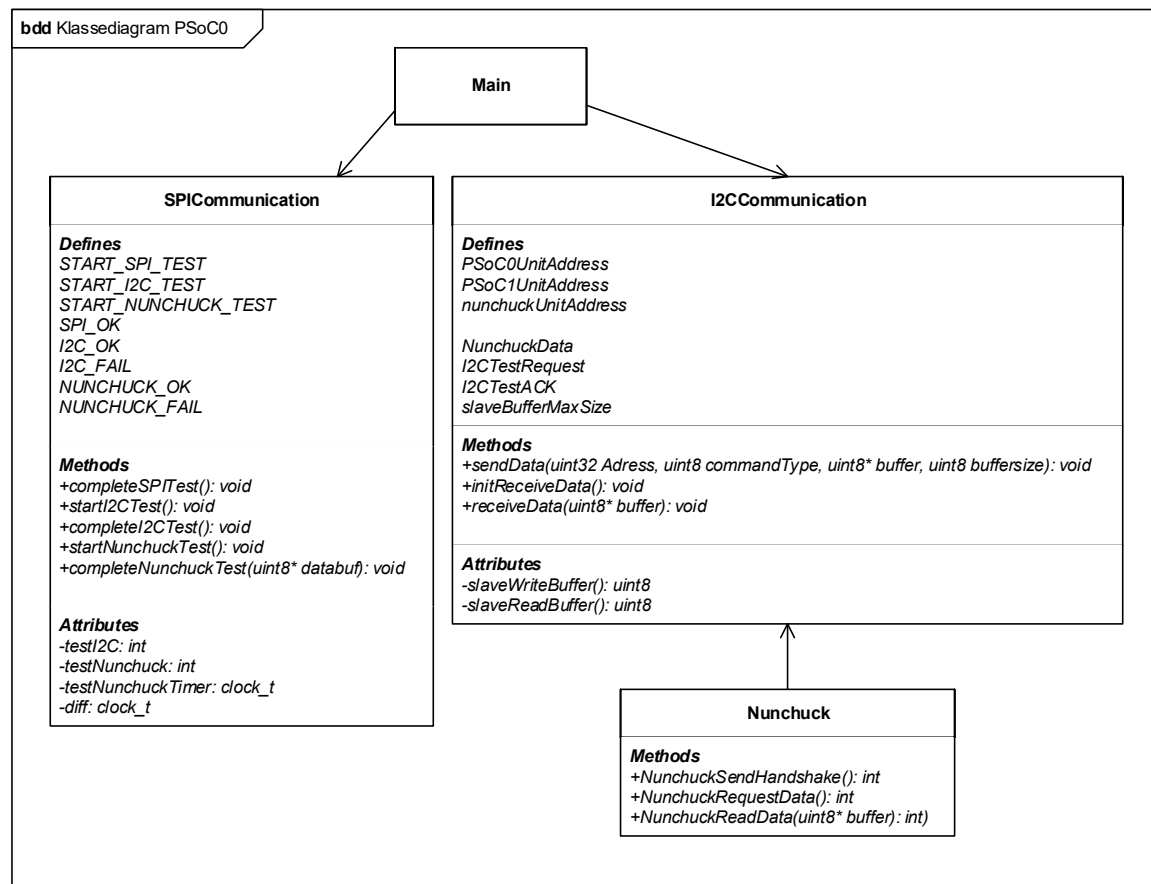 bdd Klassediagram PSoC0
Main
SPICommunication
Defines
START_SPI_TEST
START_I2C_TEST
START_NUNCHUCK_TEST
SPI_OK
I2C_OK
I2C_FAIL
NUNCHUCK_OK
NUNCHUCK_FAIL
Methods
+completeSPITest(): void
+startI2CTest(): void
+completeI2CTest(): void
+startNunchuckTest(): void
+completeNunchuckTest(uint8* databuf): void
Attributes
-testI2C: int
-testNunchuck: int
-testNunchuckTimer: clock_t
-diff: clock_t
I2CCommunication
Defines
PSoC0UnitAddress
PSoC1UnitAddress
nunchuckUnitAddress
NunchuckData
I2CTestRequest
I2CTestACK
slaveBufferMaxSize
Methods
+sendData(uint32 Adress, uint8 commandType, uint8* buffer, uint8 buffersize): void
+initReceiveData(): void
+receiveData(uint8* buffer): void
Attributes
-slaveWriteBuffer(): uint8
-slaveReadBuffer(): uint8
Nunchuck
Methods
+NunchuckSendHandshake(): int
+NunchuckRequestData(): int
+NunchuckReadData(uint8* buffer): int)